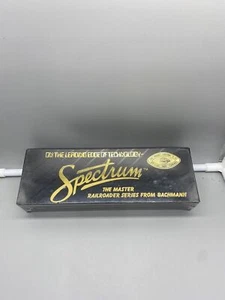 ON THE LEADING EDGE OF TECHNOLOGY
Spectrum
THE MASTER
RAILROADER SERIES FROM BACHMANN